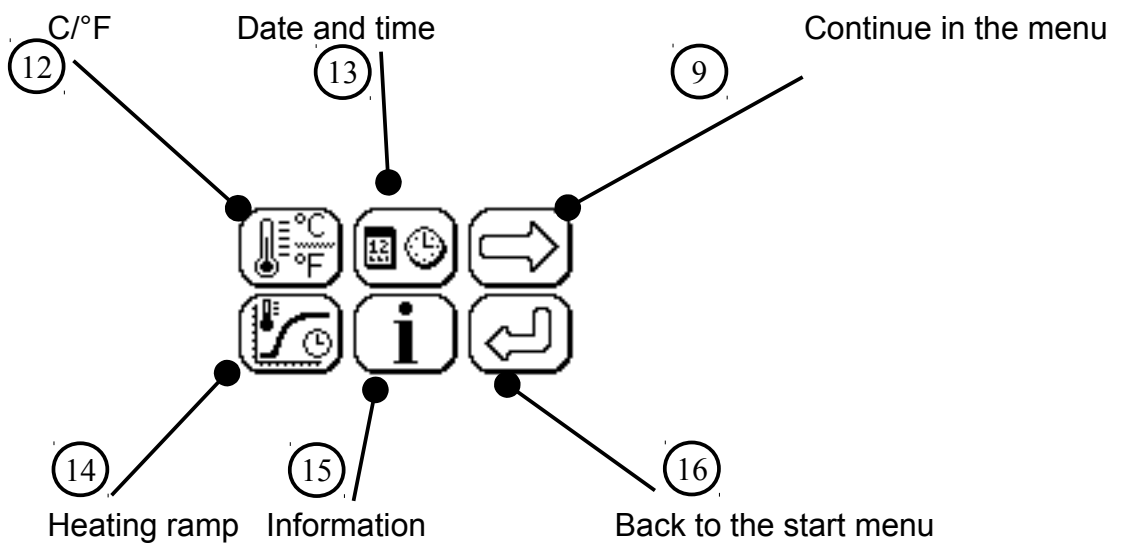 C/°F Date and time Continue in the menu
12 13 9
°C
°F
12
i
14 15 16
Heating ramp Information Back to the start menu